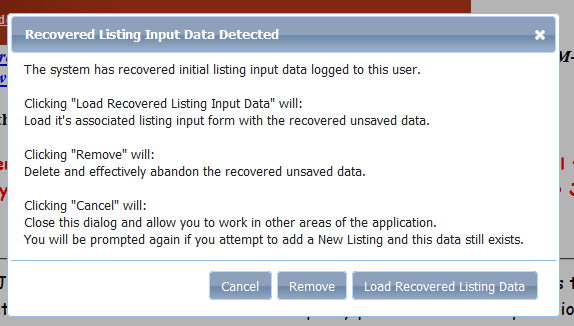 Recovered Listing Input Data Detected
The system has recovered initial listing input data logged to this user.
Clicking "Load Recovered Listing Input Data" will:
Load it's associated listing input form with the recovered unsaved data.
Clicking "Remove" will:
Delete and effectively abandon the recovered unsaved data.
Clicking "Cancel" will:
Close this dialog and allow you to work in other areas of the application.
You will be prompted again if you attempt to add a New Listing and this data still exists.
Cancel Remove Load Recovered Listing Data